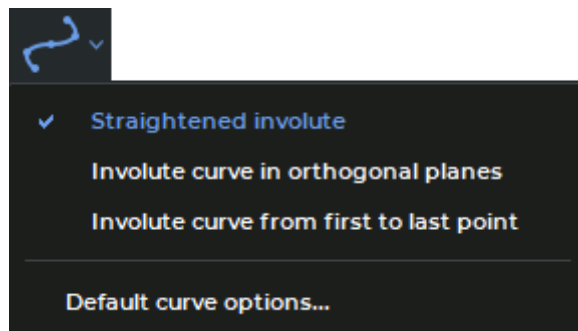 Straightened involute
Involute curve in orthogonal planes
Involute curve from first to last point
Default curve options...